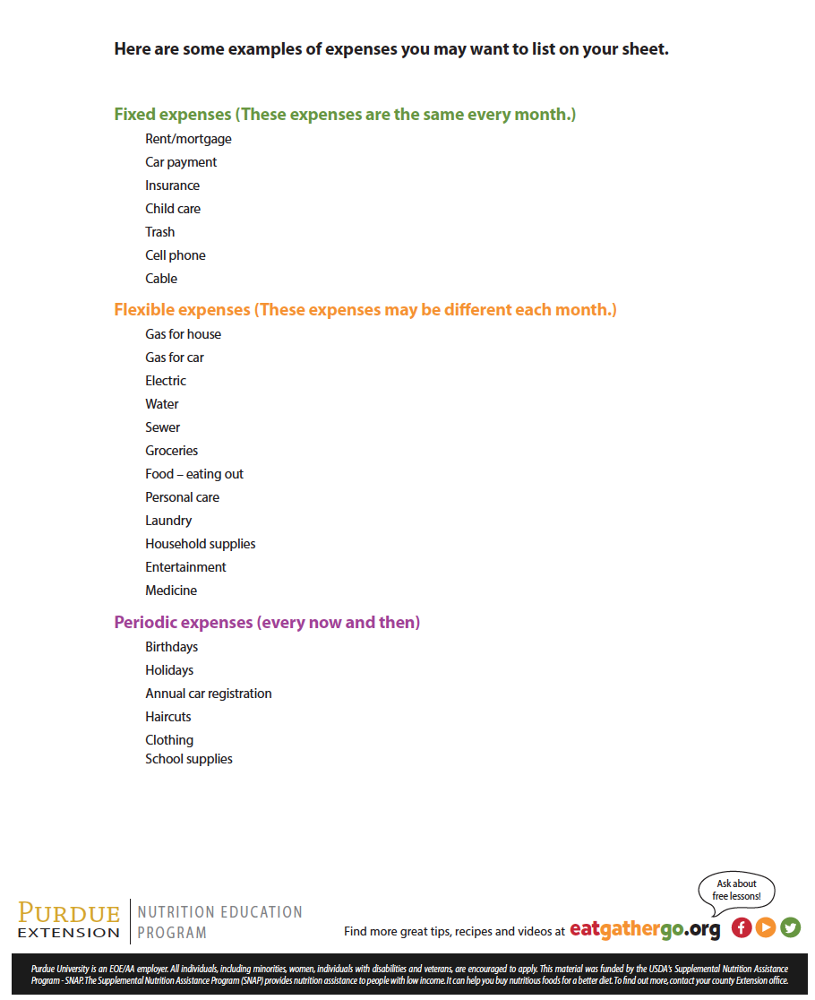 Here are some examples of expenses you may want to list on your sheet.
Fixed expenses (These expenses are the same every month.)
Rent/mortgage
Car payment
Insurance
Child care
Trash
Cell phone
Cable
Flexible expenses (These expenses may be different each month.)
Gas for house
Gas for car
Electric
Water
Sewer
Groceries
Food – eating out
Personal care
Laundry
Household supplies
Entertainment
Medicine
Periodic expenses (every now and then)
Birthdays
Holidays
Annual car registration
Haircuts
Clothing
School supplies
Ask about
free lessons!
PURDUE
EXTENSION
NUTRITION EDUCATION
PROGRAM
Find more great tips, recipes and videos at eatgathergo.org
Purdue University is an EOE/AA employer. All individuals, including minorities, women, individuals with disabilities and veterans, are encouraged to apply. This material was funded by the USDA's Supplemental Nutrition Assistance
Program - SNAP. The Supplemental Nutrition Assistance Program (SNAP) provides nutrition assistance to people with low income. It can help you buy nutritious foods for a better diet. To find out more, contact your county Extension office.